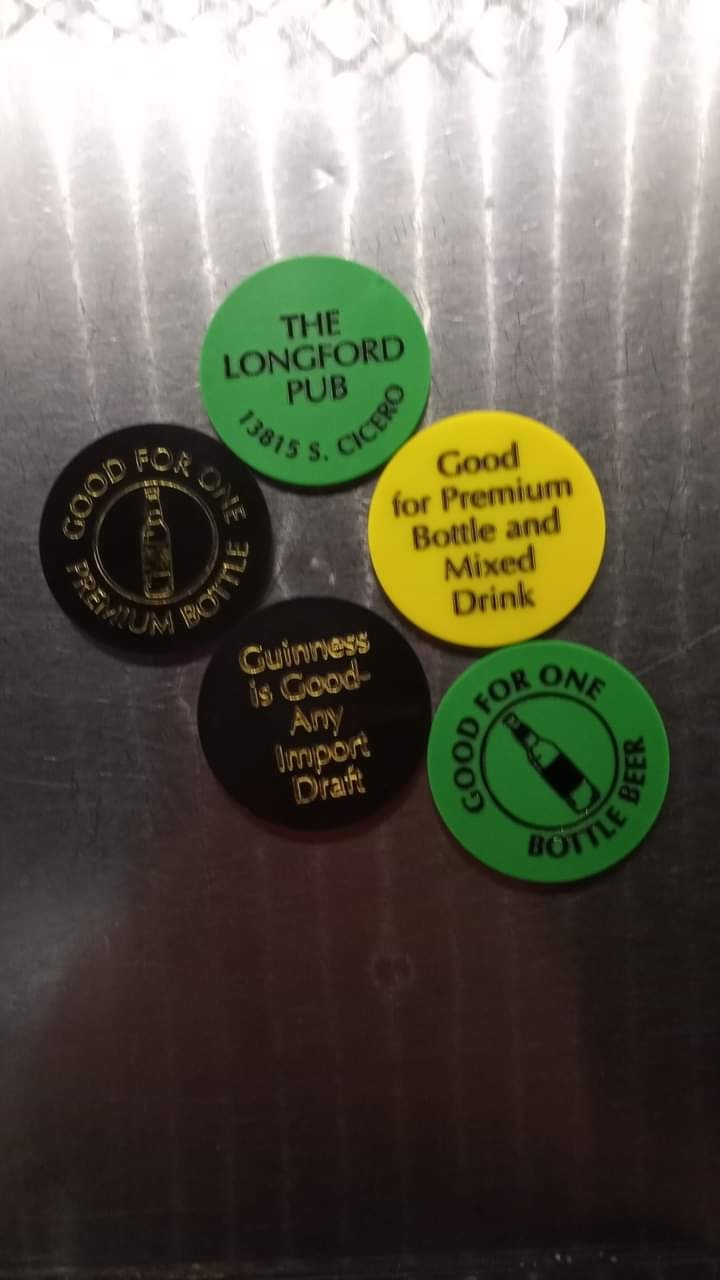 THE
LONGFORD
PUB
13815 S. CICERO
GOOD FOR ONE
PREMIUM BOTTLE
Good
for Premium
Bottle and
Mixed
Drink
Guinness
is Good-
Any
Import
Draft
GOOD FOR ONE
BOTTLE BEER